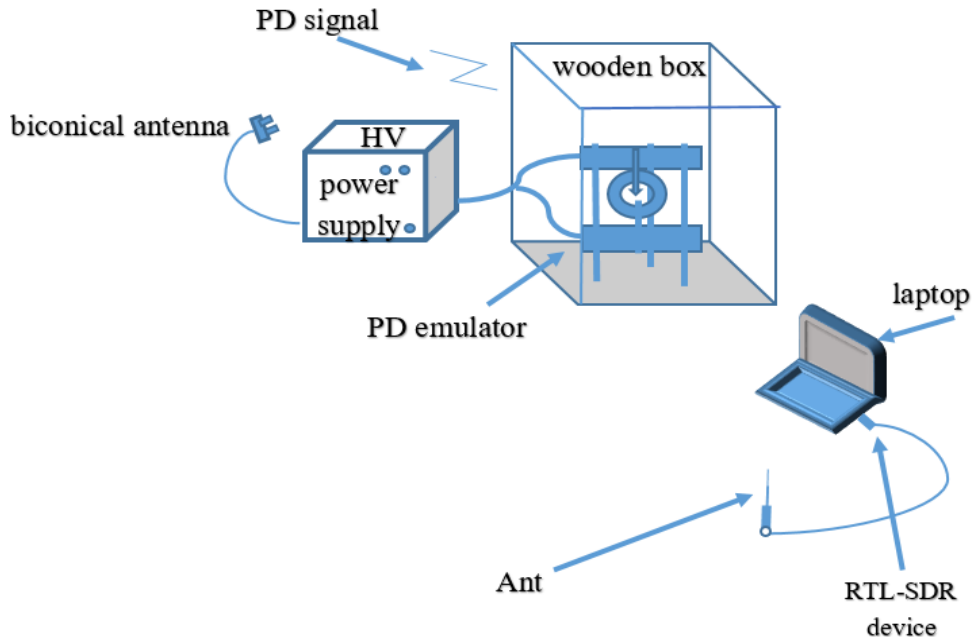 PD signal
wooden box
biconical antenna
HV
power
supply
PD emulator
laptop
Ant
RTL-SDR
device